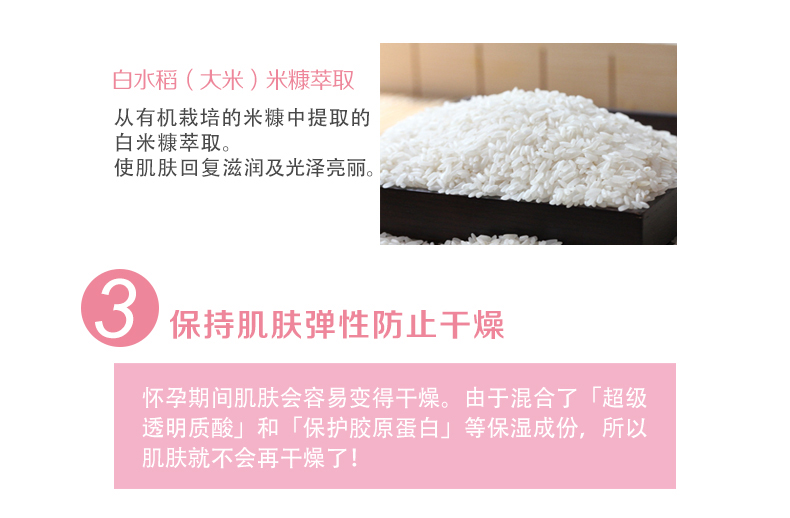 白水稻（大米）米糠萃取
从有机栽培的米糠中提取的
白米糠萃取。
使肌肤回复滋润及光泽亮丽。
3
保持肌肤弹性防止干燥
怀孕期间肌肤会容易变得干燥。由于混合了「超级
透明质酸」和「保护胶原蛋白」等保湿成份，所以
肌肤就不会再干燥了！